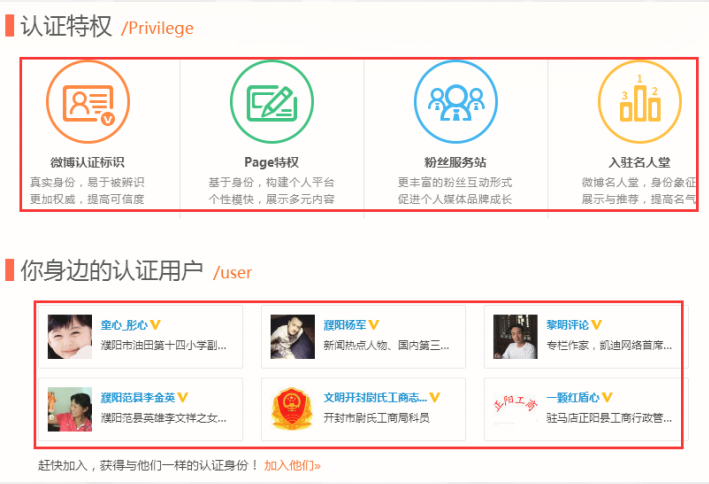 认证特权 /Privilege
V
3 1 2
微博认证标识 Page特权 粉丝服务站 入驻名人堂
真实身份，易于被辨识 基于身份，构建个人平台 更丰富的粉丝互动形式 微博名人堂，身份象征
更加权威，提高可信度 个性模快，展示多元内容 促进个人媒体品牌成长 展示与推荐，提高名气
你身边的认证用户 /user
童心_彤心 V 濮阳杨军 V 黎明评论 V
濮阳市油田第十四小学副... 新闻热点人物、国内第三... 专栏作家，凯迪网络首席...
濮阳范县李金英 V 文明开封尉氏工商志... V 一颗红盾心 V
濮阳范县英雄李文祥之女... 开封市尉氏工商局科员 驻马店正阳县工商行政管...
正阳工商
赶快加入，获得与他们一样的认证身份！ 加入他们»